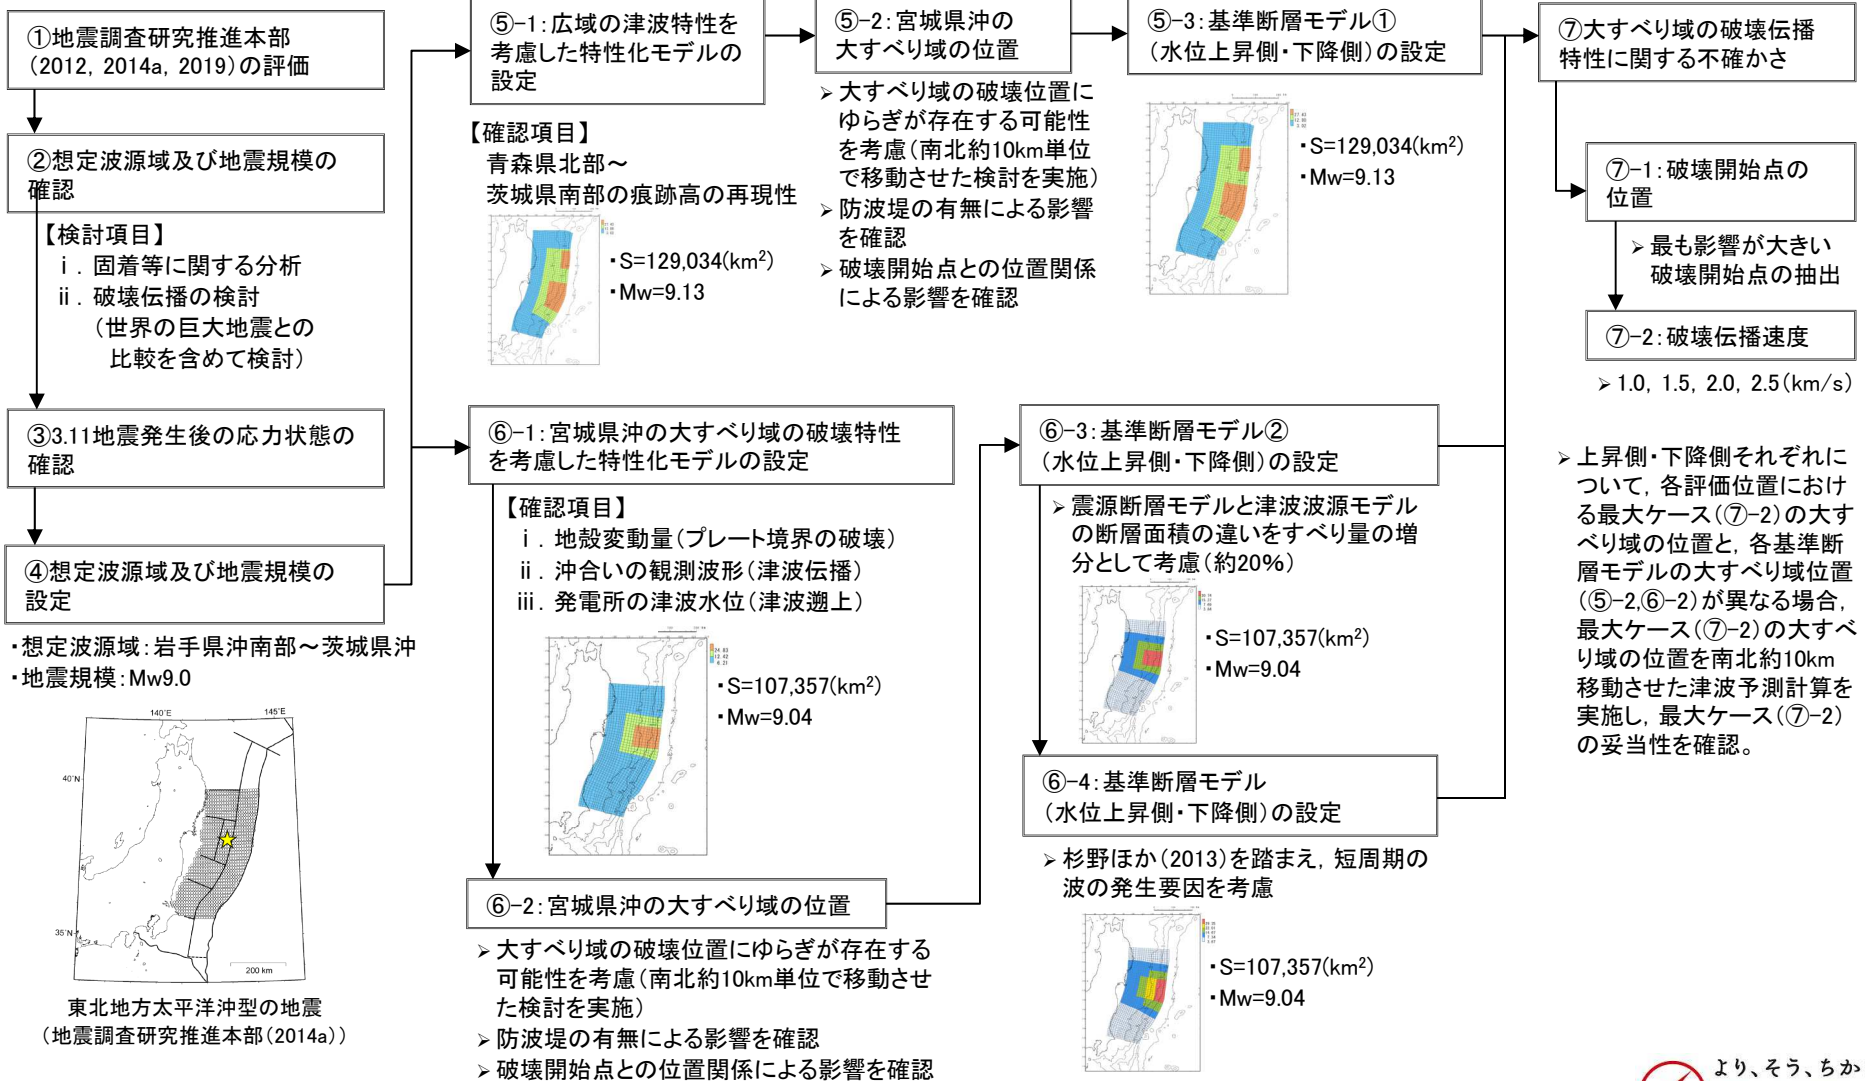 ①地震調査研究推進本部
(2012, 2014a, 2019)の評価
②想定波源域及び地震規模の
確認
【検討項目】
ⅰ. 固着等に関する分析
ⅱ. 破壊伝播の検討
(世界の巨大地震との
比較を含めて検討)
③3.11地震発生後の応力状態の
確認
④想定波源域及び地震規模の
設定
・想定波源域:岩手県沖南部~茨城県沖
・地震規模:Mw9.0
140°E
145°E
40°N
35°N
200 km
東北地方太平洋沖型の地震
(地震調査研究推進本部(2014a))
⑤-1:広域の津波特性を
考慮した特性化モデルの
設定
【確認項目】
青森県北部~
茨城県南部の痕跡高の再現性
・S=129,034(km²)
・Mw=9.13
⑤-2:宮城県沖の
大すべり域の位置
➢大すべり域の破壊位置に
ゆらぎが存在する可能性
を考慮(南北約10km単位
で移動させた検討を実施)
➢防波堤の有無による影響
を確認
➢破壊開始点との位置関係
による影響を確認
⑤-3:基準断層モデル①
(水位上昇側・下降側)の設定
・S=129,034(km²)
・Mw=9.13
⑥-1:宮城県沖の大すべり域の破壊特性
を考慮した特性化モデルの設定
【確認項目】
ⅰ. 地殻変動量(プレート境界の破壊)
ⅱ. 沖合いの観測波形(津波伝播)
ⅲ. 発電所の津波水位(津波遡上)
・S=107,357(km²)
・Mw=9.04
⑥-2:宮城県沖の大すべり域の位置
➢大すべり域の破壊位置にゆらぎが存在する
可能性を考慮(南北約10km単位で移動させ
た検討を実施)
➢防波堤の有無による影響を確認
➢破壊開始点との位置関係による影響を確認
⑥-3:基準断層モデル②
(水位上昇側・下降側)の設定
➢震源断層モデルと津波波源モデル
の断層面積の違いをすべり量の増
分として考慮(約20%)
・S=107,357(km²)
・Mw=9.04
⑥-4:基準断層モデル
(水位上昇側・下降側)の設定
➢杉野ほか(2013)を踏まえ, 短周期の
波の発生要因を考慮
・S=107,357(km²)
・Mw=9.04
⑦大すべり域の破壊伝播
特性に関する不確かさ
⑦-1:破壊開始点の
位置
➢最も影響が大きい
破壊開始点の抽出
⑦-2:破壊伝播速度
➢1.0, 1.5, 2.0, 2.5(km/s)
➢上昇側・下降側それぞれに
ついて, 各評価位置におけ
る最大ケース(⑦-2)の大す
べり域の位置と, 各基準断
層モデルの大すべり域位置
(⑤-2,⑥-2)が異なる場合,
最大ケース(⑦-2)の大すべ
り域の位置を南北約10km
移動させた津波予測計算を
実施し, 最大ケース(⑦-2)
の妥当性を確認。
より、そう、ちか